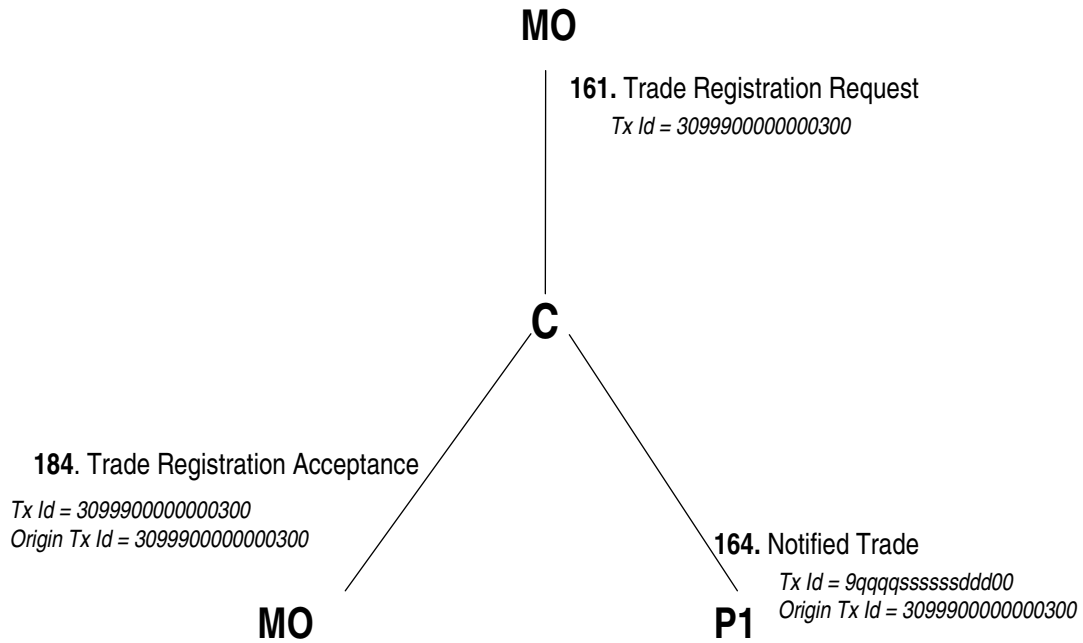 MO
161. Trade Registration Request
Tx Id = 3099900000000300
C
184. Trade Registration Acceptance
Tx Id = 3099900000000300
Origin Tx Id = 3099900000000300
164. Notified Trade
Tx Id = 9qqqqssssssddd00
Origin Tx Id = 3099900000000300
MO
P1